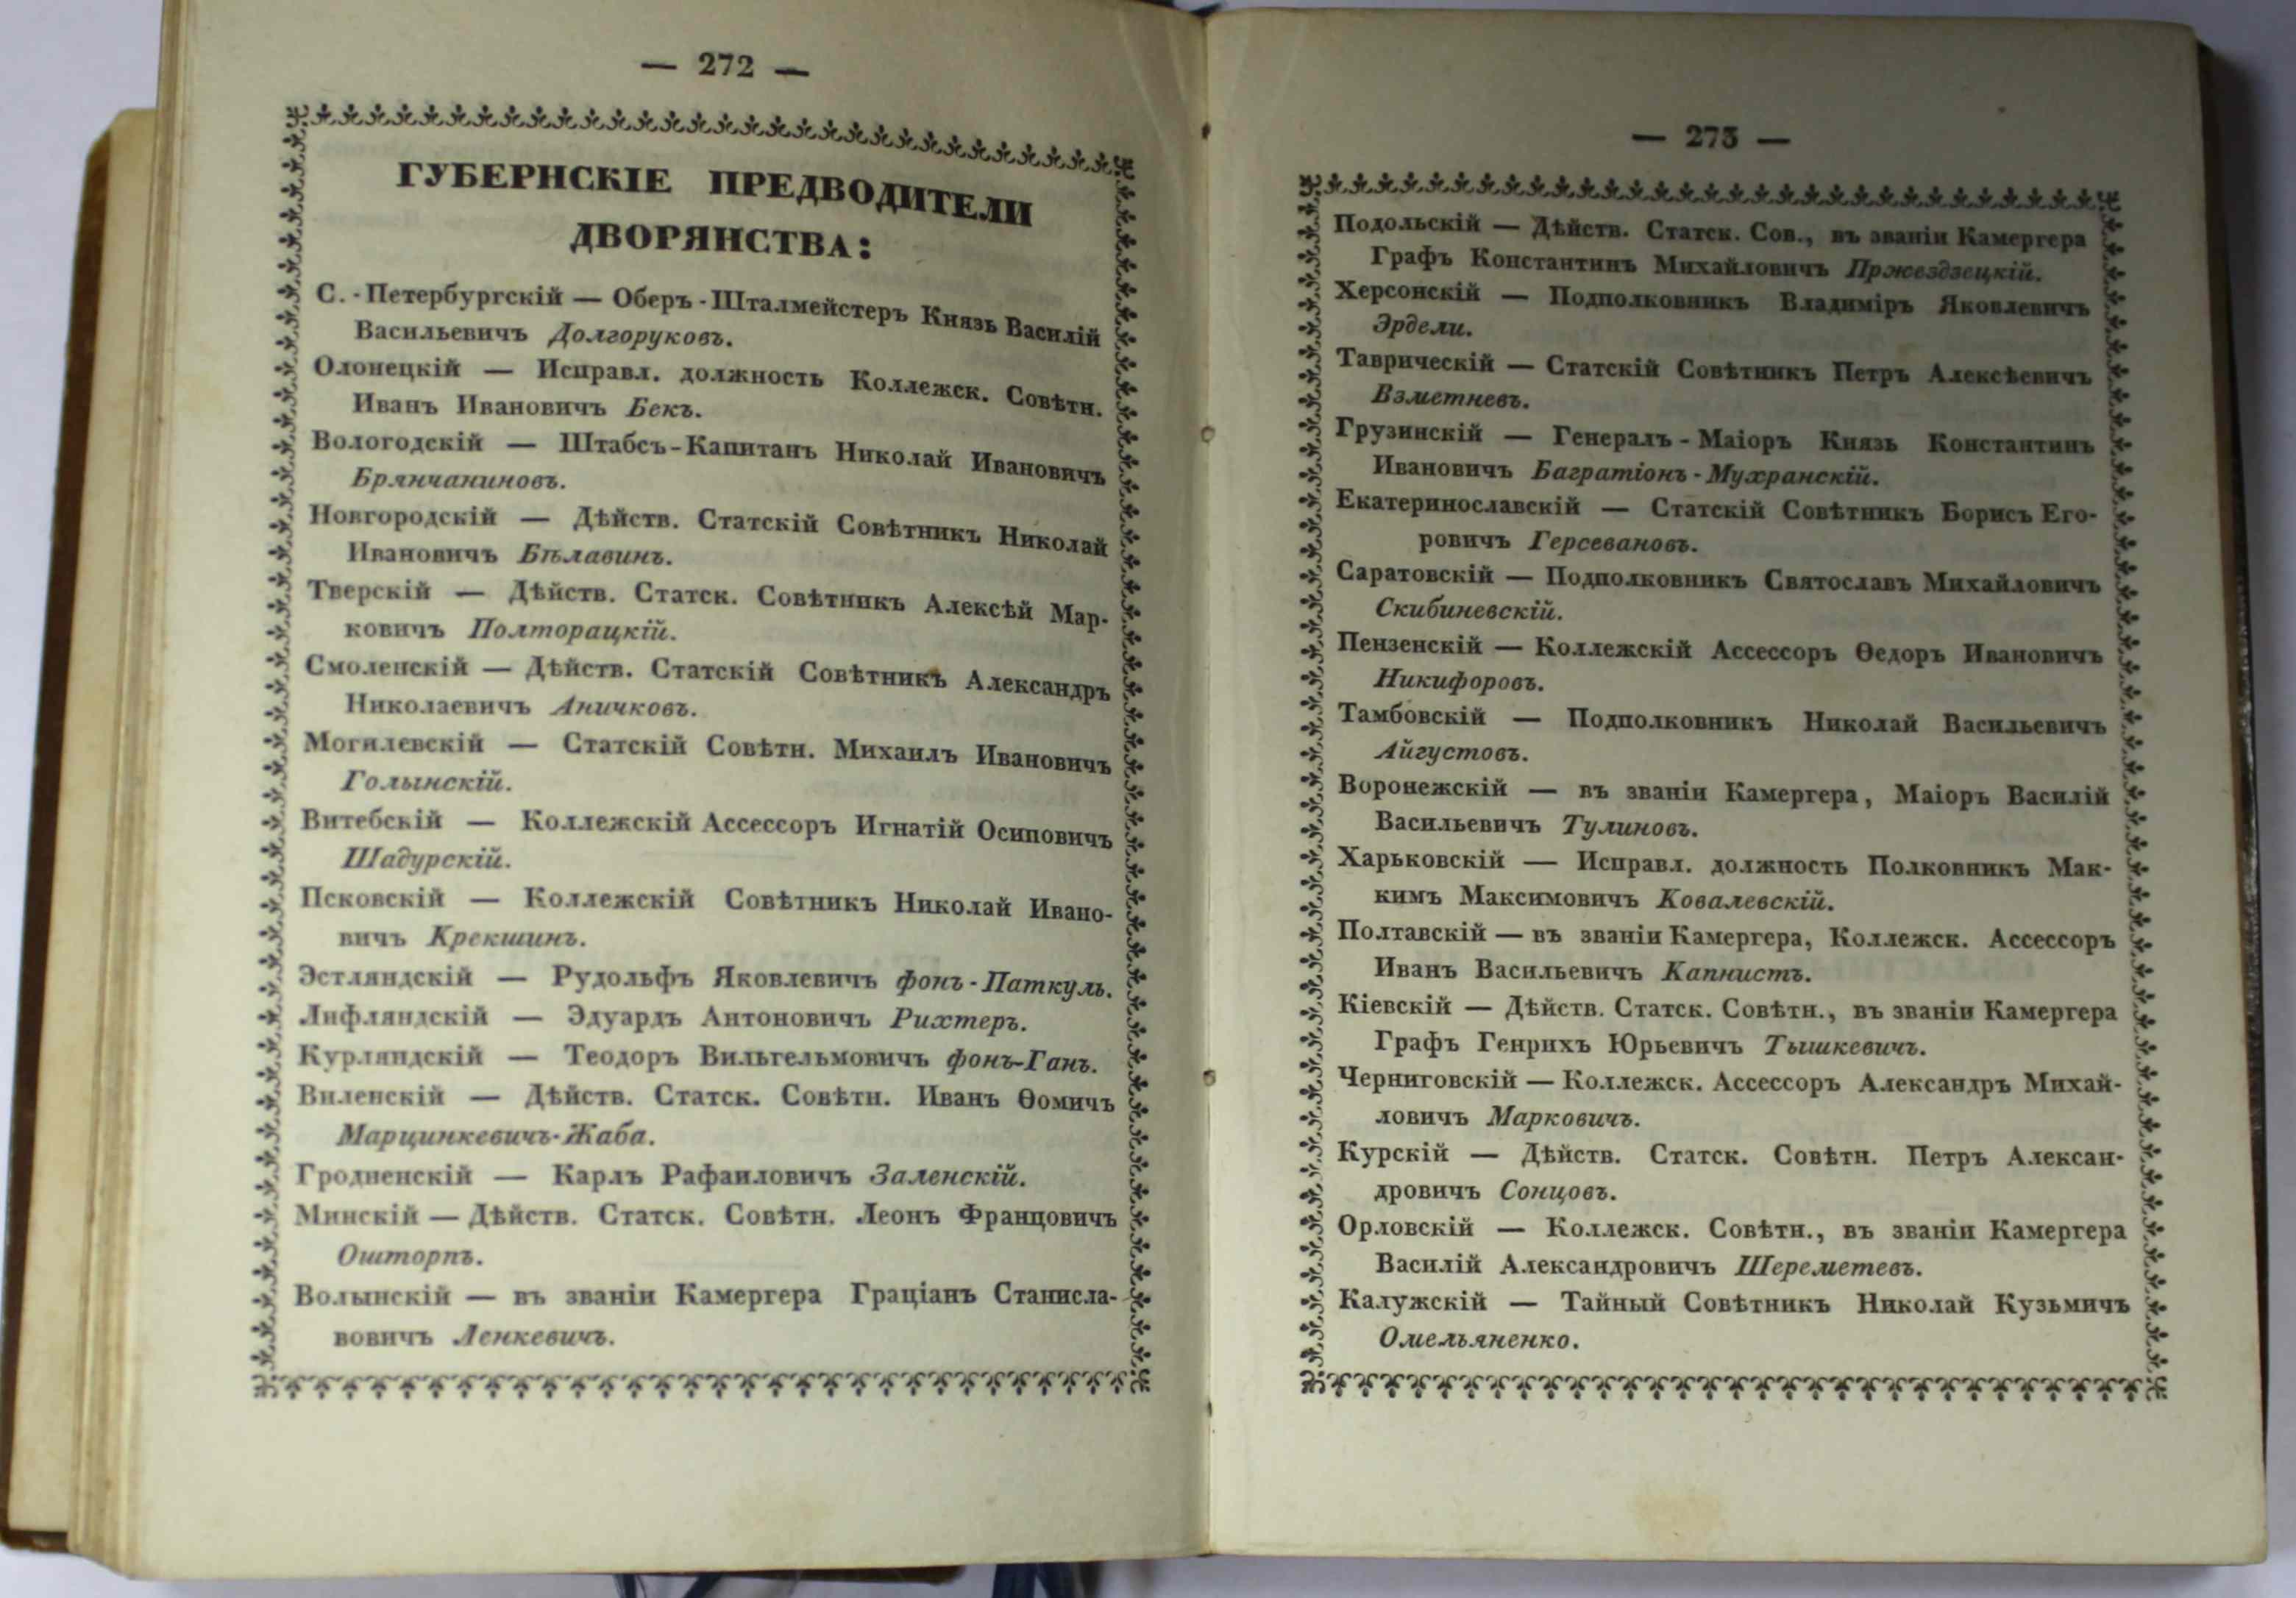 — 272 —
ГУБЕРНСКІЕ ПРЕДВОДИТЕЛИ
ДВОРЯНСТВА:
С.-Петербургскій — Оберъ-Шталмейстеръ Князь Василій
Васильевичъ Долгоруковъ.
Олонецкій — Исправл. должность Коллежск. Совѣтн.
Иванъ Ивановичъ Бекъ.
Вологодскій — Штабсъ-Капитанъ Николай Ивановичъ
Брянчаниновъ.
Новгородскій — Дѣйств. Статскій Совѣтникъ Николай
Ивановичъ Бѣлавинъ.
Тверскій — Дѣйств. Статск. Совѣтникъ Алексѣй Мар-
ковичъ Полторацкій.
Смоленскій — Дѣйств. Статскій Совѣтникъ Александръ
Николаевичъ Аничковъ.
Могилевскій — Статскій Совѣтн. Михаилъ Ивановичъ
Голынскій.
Витебскій — Коллежскій Ассессоръ Игнатій Осиповичъ
Шадурскій.
Псковскій — Коллежскій Совѣтникъ Николай Ивано-
вичъ Крекшинъ.
Эстляндскій — Рудольфъ Яковлевичъ фонъ-Паткуль.
Лифляндскій — Эдуардъ Антоновичъ Рихтеръ.
Курляндскій — Теодоръ Вильгельмовичъ фонъ-Ганъ.
Виленскій — Дѣйств. Статск. Совѣтн. Иванъ Ѳомичъ
Марцинкевичъ-Жаба.
Гродненскій — Карлъ Рафаиловичъ Заленскій.
Минскій — Дѣйств. Статск. Совѣтн. Леонъ Францовичъ
Ошторпъ.
Волынскій — въ званіи Камергера Граціанъ Станисла-
вовичъ Ленкевичъ.
— 273 —
Подольскій — Дѣйств. Статск. Сов., въ званіи Камергера
Графъ Константинъ Михайловичъ Пржездзецкій.
Херсонскій — Подполковникъ Владиміръ Яковлевичъ
Эрдели.
Таврическій — Статскій Совѣтникъ Петръ Алексѣевичъ
Взметневъ.
Грузинскій — Генералъ-Маіоръ Князь Константинъ
Ивановичъ Багратіонъ-Мухранскій.
Екатеринославскій — Статскій Совѣтникъ Борисъ Его-
ровичъ Герсевановъ.
Саратовскій — Подполковникъ Святославъ Михайловичъ
Скибиневскій.
Пензенскій — Коллежскій Ассессоръ Ѳедоръ Ивановичъ
Никифоровъ.
Тамбовскій — Подполковникъ Николай Васильевичъ
Айгустовъ.
Воронежскій — въ званіи Камергера, Маіоръ Василій
Васильевичъ Тулиновъ.
Харьковскій — Исправл. должность Полковникъ Мак-
кимъ Максимовичъ Ковалевскій.
Полтавскій — въ званіи Камергера, Коллежск. Ассессоръ
Иванъ Васильевичъ Капнистъ.
Кіевскій — Дѣйств. Статск. Совѣтн., въ званіи Камергера
Графъ Генрихъ Юрьевичъ Тышкевичъ.
Черниговскій — Коллежск. Ассессоръ Александръ Михай-
ловичъ Марковичъ.
Курскій — Дѣйств. Статск. Совѣтн. Петръ Алексан-
дровичъ Сонцовъ.
Орловскій — Коллежск. Совѣтн., въ званіи Камергера
Василій Александровичъ Шереметевъ.
Калужскій — Тайный Совѣтникъ Николай Кузьмичъ
Омельяненко.